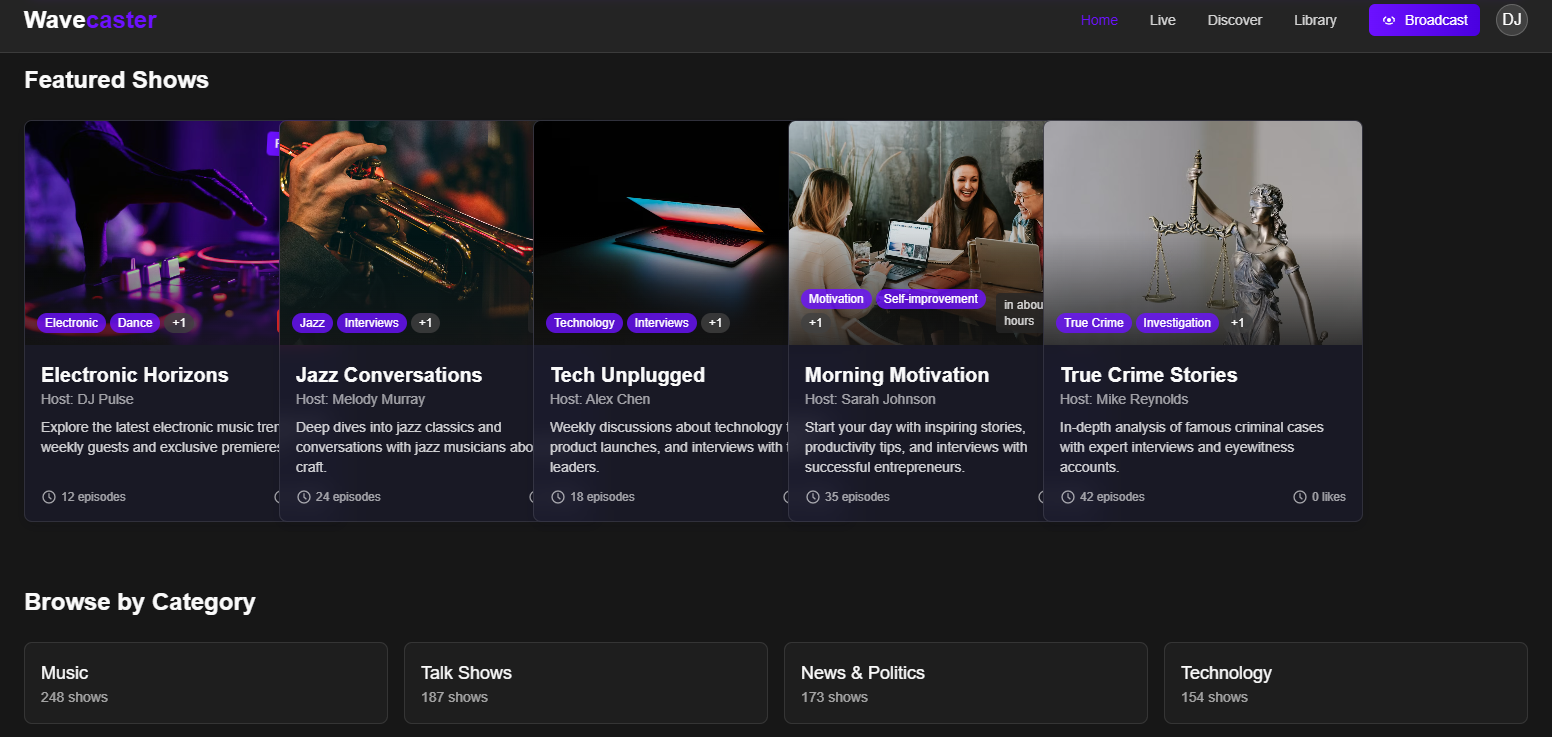 Wavecaster
Home
Live
Discover
Library
Broadcast
DJ
Featured Shows
Electronic
Dance
+1
Jazz
Interviews
+1
Technology
Interviews
+1
Motivation
Self-improvement
+1
in
hours
True Crime
Investigation
+1
Electronic Horizons
Host: DJ Pulse
Explore the latest electronic music
weekly guests and exclusive premieres
12 episodes
Jazz Conversations
Host: Melody Murray
Deep dives into jazz classics and
conversations with jazz musicians
craft.
24 episodes
Tech Unplugged
Host: Alex Chen
Weekly discussions about technology
product launches, and interviews with
leaders.
18 episodes
Morning Motivation
Host: Sarah Johnson
Start your day with inspiring stories,
productivity tips, and interviews with
successful entrepreneurs.
35 episodes
True Crime Stories
Host: Mike Reynolds
In-depth analysis of famous criminal cases
with expert interviews and eyewitness
accounts.
42 episodes
0 likes
Browse by Category
Music
248 shows
Talk Shows
187 shows
News & Politics
173 shows
Technology
154 shows